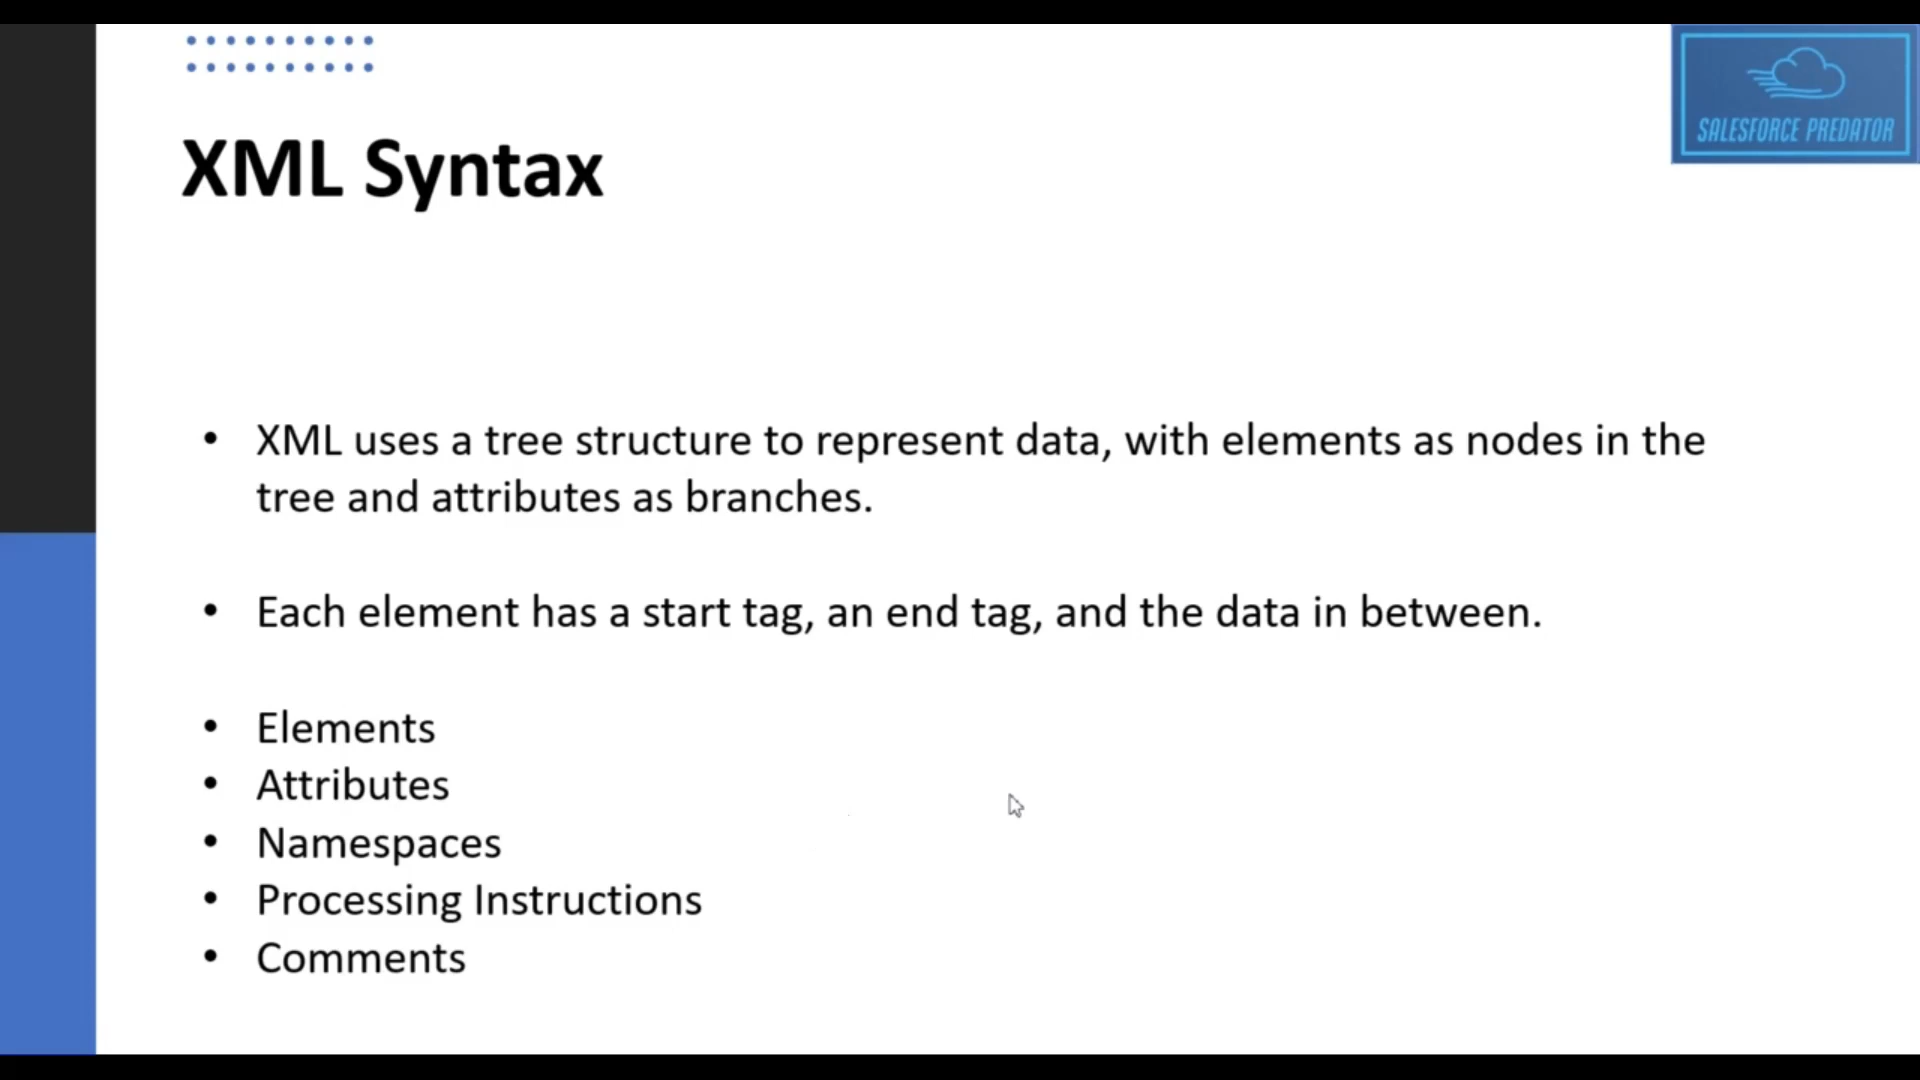 SALESFORCE PREDATOR
XML Syntax
• XML uses a tree structure to represent data, with elements as nodes in the
tree and attributes as branches.
• Each element has a start tag, an end tag, and the data in between.
• Elements
• Attributes
• Namespaces
• Processing Instructions
• Comments